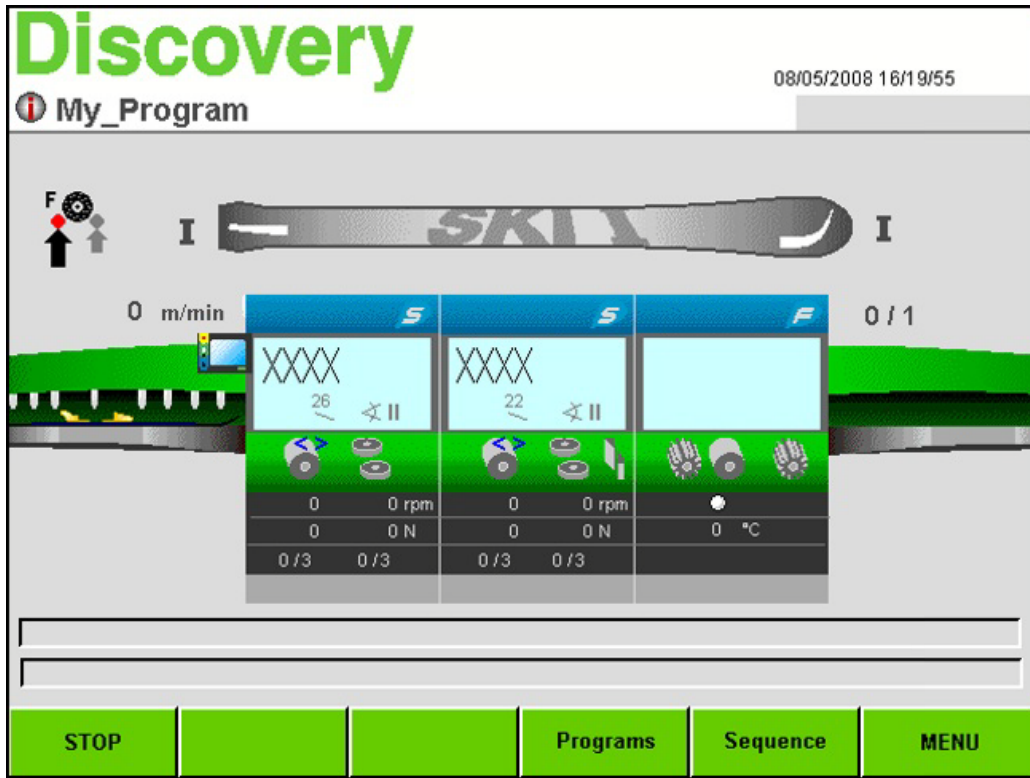 Discovery
08/05/2008 16/19/55
My_Program
F
I SKI I I
0 m/min S S F 0 / 1
XXXX XXXX
26 II 22 II
< > < >
0 0 rpm 0 0 rpm
0 0 N 0 0 N 0 °C
0 / 3 0 / 3 0 / 3 0 / 3
STOP Programs Sequence MENU